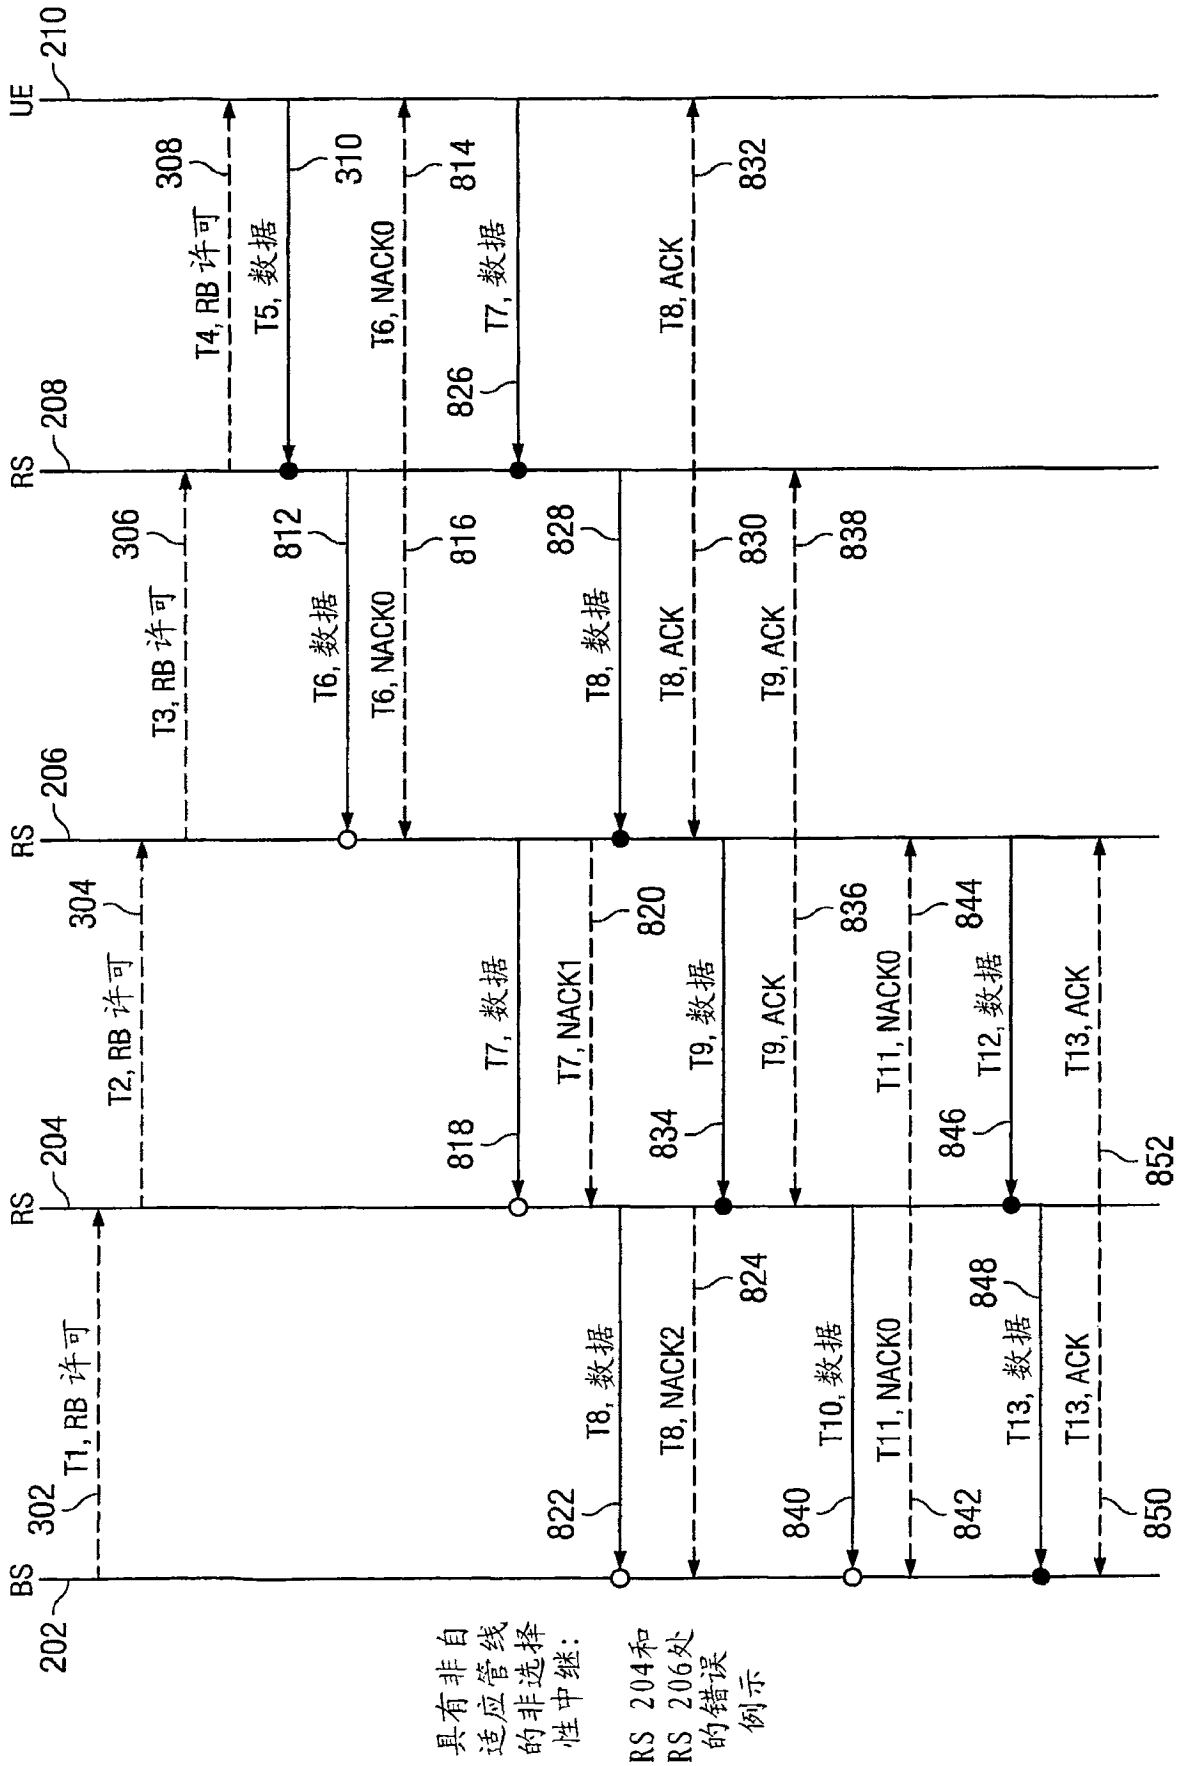 UE
210
308
T4, RB 许可
310
T5, 数据
T6, NACK0
814
T7, 数据
826
T8, ACK
832
RS
208
306
T3, RB 许可
812
T6, 数据
816
T6, NACK0
828
T8, 数据
830
T8, ACK
838
T9, ACK
RS
206
304
T2, RB 许可
T7, 数据
818
820
T7, NACK1
T9, 数据
834
836
T9, ACK
844
T11, NACK0
T12, 数据
846
T13, ACK
852
RS
204
T1, RB 许可
302
T8, 数据
822
824
T8, NACK2
T10, 数据
840
T11, NACK0
842
848
T13, 数据
T13, ACK
850
BS
202
具有非自
适应管线
的非选择
性中继:
RS 204和
RS 206处
的错误
例示